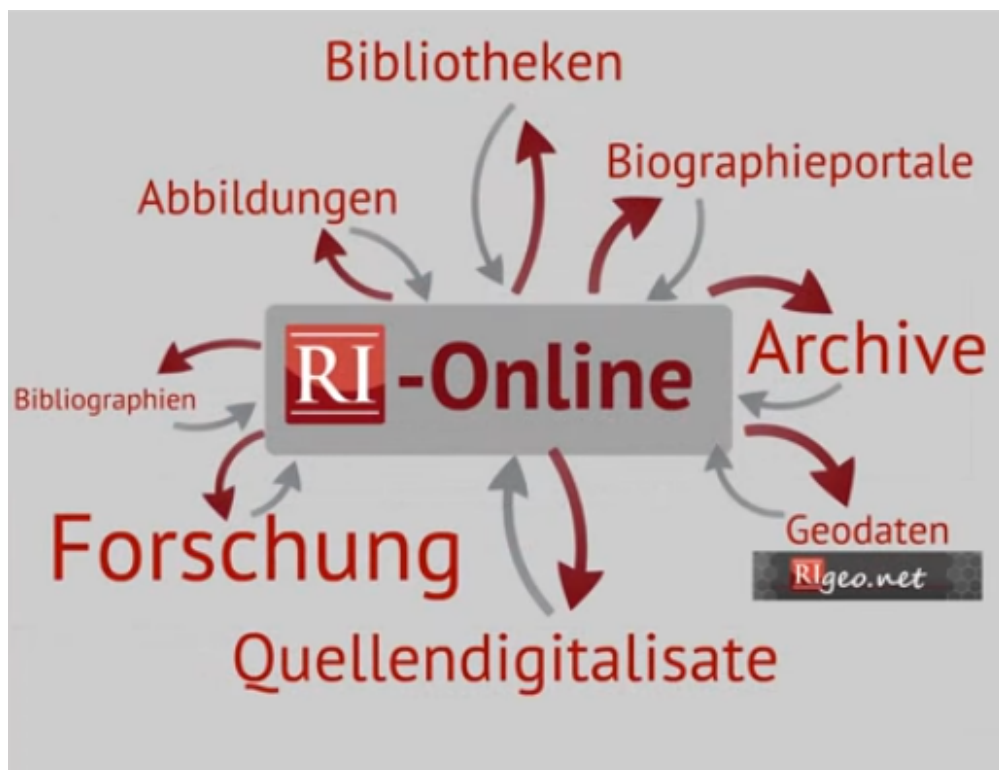 Bibliotheken
Biographieportale
Abbildungen
Archive
RI-Online
Bibliographien
Forschung
Geodaten
RIgeo.net
Quellendigitalisate